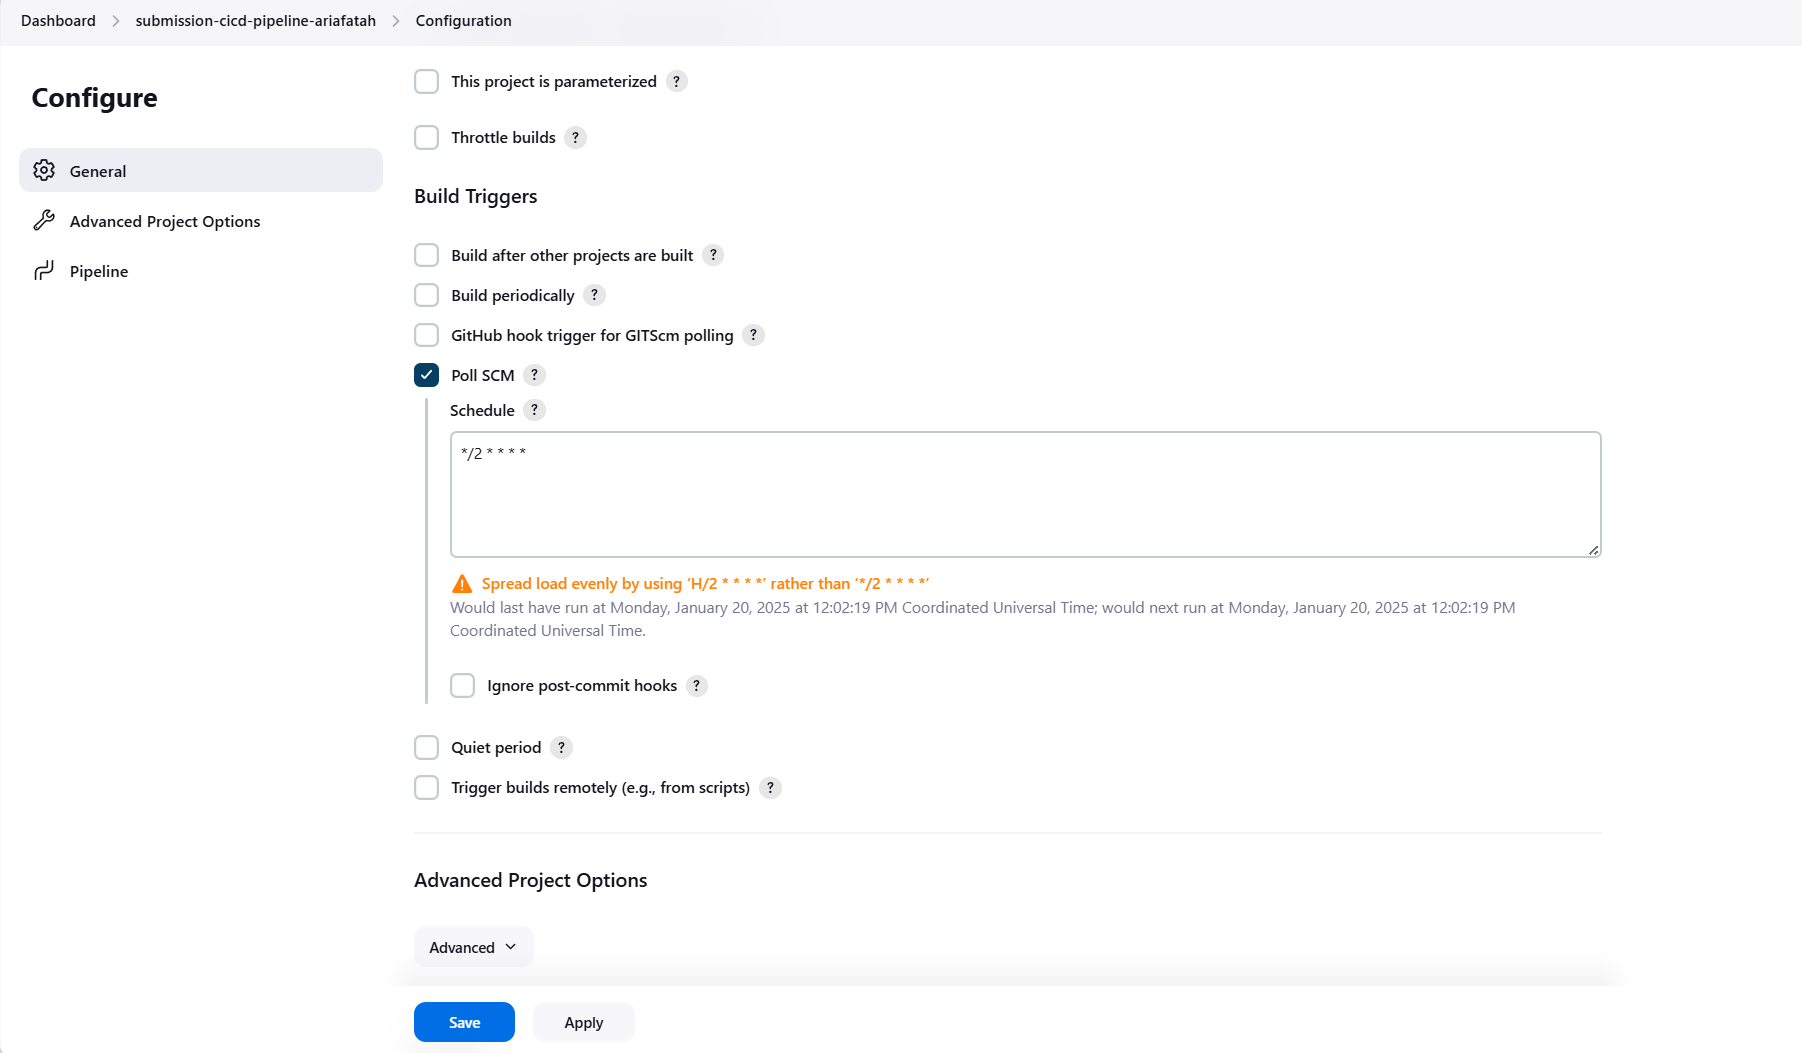 Dashboard > submission-cicd-pipeline-ariafatah > Configuration
Configure
General
Advanced Project Options
Pipeline
This project is parameterized ?
Throttle builds ?
Build Triggers
Build after other projects are built ?
Build periodically ?
GitHub hook trigger for GITScm polling ?
Poll SCM ?
Schedule ?
*/2 * * * *
Spread load evenly by using ‘H/2 * * * *’ rather than ‘*/2 * * * *’
Would last have run at Monday, January 20, 2025 at 12:02:19 PM Coordinated Universal Time; would next run at Monday, January 20, 2025 at 12:02:19 PM
Coordinated Universal Time.
Ignore post-commit hooks ?
Quiet period ?
Trigger builds remotely (e.g., from scripts) ?
Advanced Project Options
Advanced
Save Apply